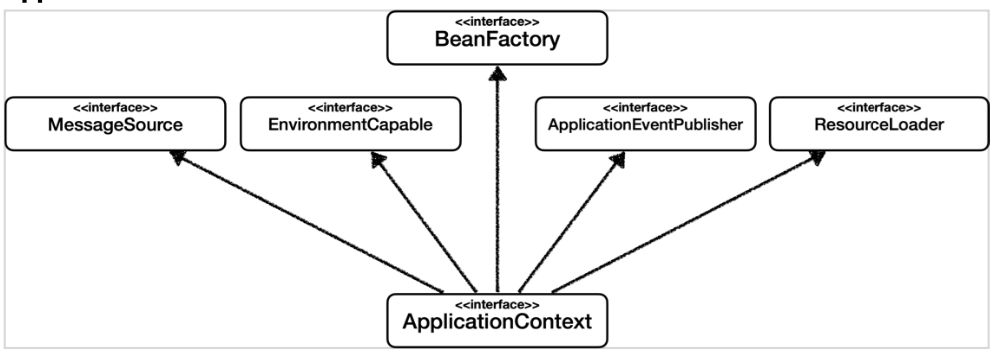 <<interface>>
BeanFactory
<<interface>>
MessageSource
<<interface>>
EnvironmentCapable
<<interface>>
ApplicationEventPublisher
<<interface>>
ResourceLoader
<<interface>>
ApplicationContext